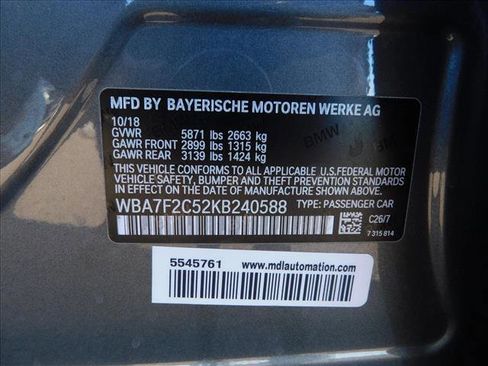 MFD BY BAYERISCHE MOTOREN WERKE AG
10/18
GVWR 5871 lbs 2663 kg
GAWR FRONT 2899 lbs 1315 kg
GAWR REAR 3139 lbs 1424 kg
THIS VEHICLE CONFORMS TO ALL APPLICABLE U.S.FEDERAL MOTOR
VEHICLE SAFETY, BUMPER, AND THEFT PREVENTION STANDARDS
IN EFFECT ON THE DATE OF MANUFACTURE SHOWN ABOVE.
WBA7F2C52KB240588 TYPE: PASSENGER CAR
C26/7
7 315 814
BMW
BMW
5545761 www.mdlautomation.com